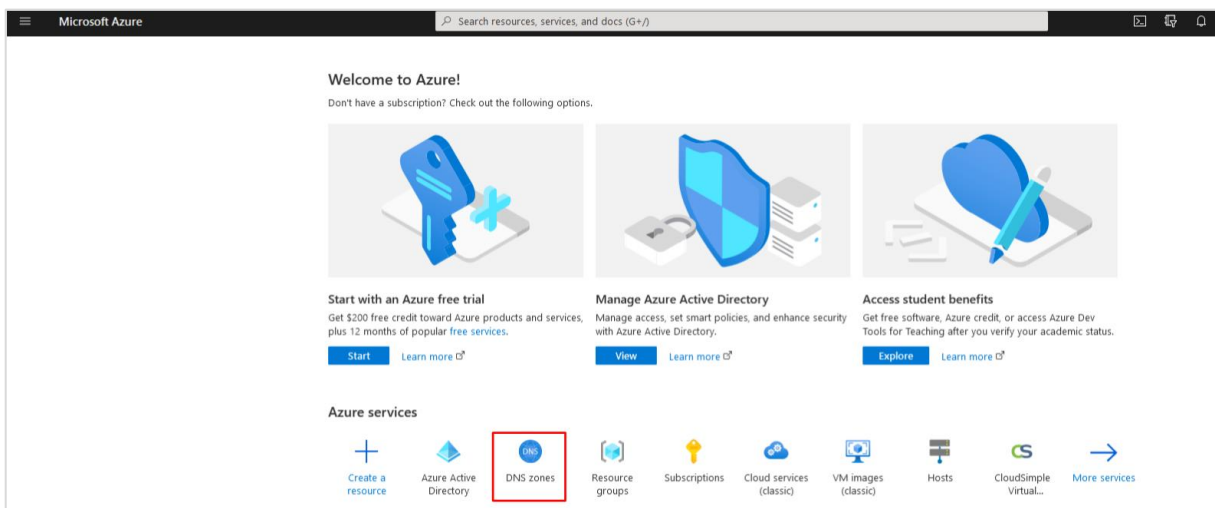 Microsoft Azure
Search resources, services, and docs (G+/)
Welcome to Azure!
Don't have a subscription? Check out the following options.
Start with an Azure free trial
Get $200 free credit toward Azure products and services,
plus 12 months of popular free services.
Start
Learn more
Manage Azure Active Directory
Manage access, set smart policies, and enhance security
with Azure Active Directory.
View
Learn more
Access student benefits
Get free software, Azure credit, or access Azure Dev
Tools for Teaching after you verify your academic status.
Explore
Learn more
Azure services
Create a
resource
Azure Active
Directory
DNS
DNS zones
Resource
groups
Subscriptions
Cloud services
(classic)
VM images
(classic)
Hosts
CS
CloudSimple
Virtual...
More services